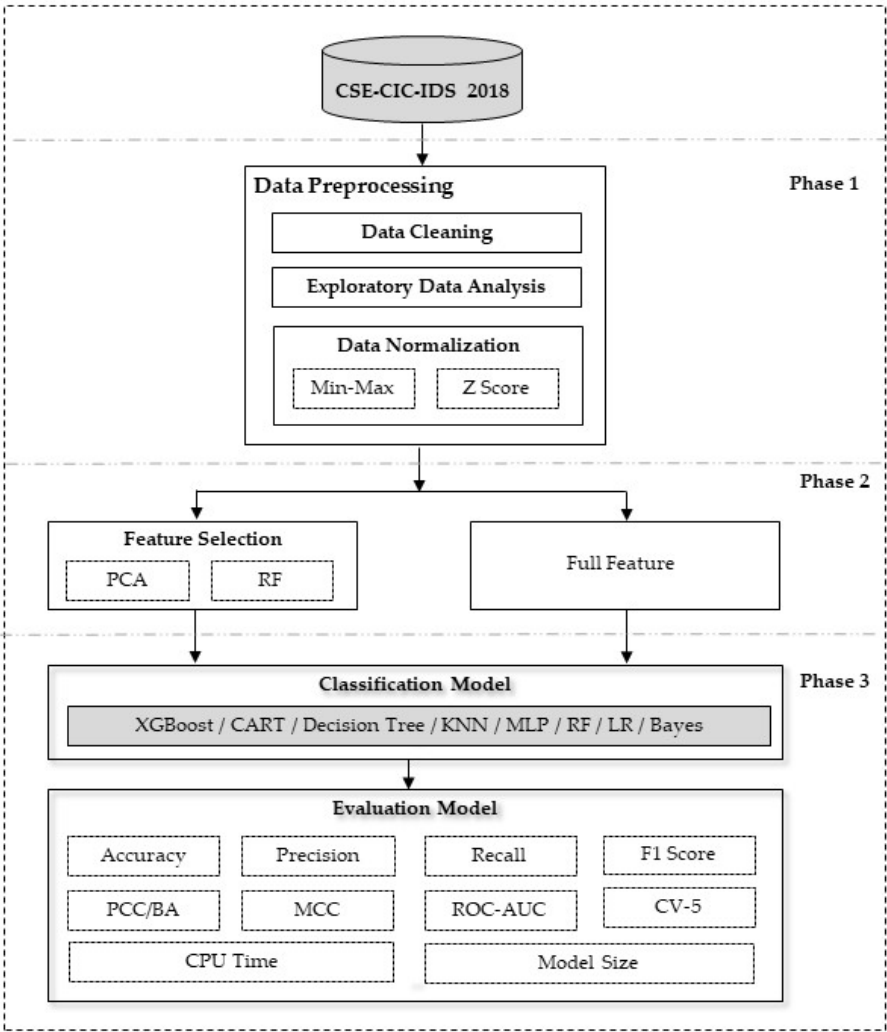 CSE-CIC-IDS 2018
Phase 1
Data Preprocessing
Data Cleaning
Exploratory Data Analysis
Data Normalization
Min-Max
Z Score
Phase 2
Feature Selection
PCA
RF
Full Feature
Phase 3
Classification Model
XGBoost / CART / Decision Tree / KNN / MLP / RF / LR / Bayes
Evaluation Model
Accuracy
Precision
Recall
F1 Score
PCC/BA
MCC
ROC-AUC
CV-5
CPU Time
Model Size